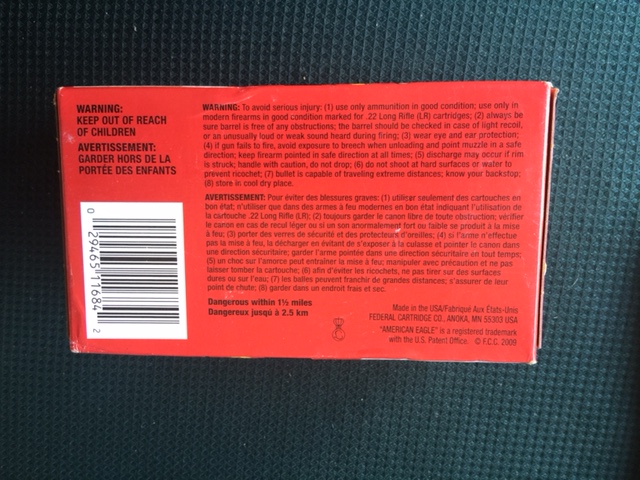 WARNING:
KEEP OUT OF REACH
OF CHILDREN
AVERTISSEMENT:
GARDER HORS DE LA
PORTÉE DES ENFANTS
0 29465 11684 2
WARNING: To avoid serious injury: (1) use only ammunition in good condition; use only in
modern firearms in good condition marked for .22 Long Rifle (LR) cartridges; (2) always be
sure barrel is free of any obstructions; the barrel should be checked in case of light recoil,
or an unusually loud or weak sound heard during firing; (3) wear eye and ear protection;
(4) if gun fails to fire, avoid exposure to breech when unloading and point muzzle in a safe
direction; keep firearm pointed in safe direction at all times; (5) discharge may occur if rim
is struck; handle with caution, do not drop; (6) do not shoot at hard surfaces or water to
prevent ricochet; (7) bullet is capable of traveling extreme distances; know your backstop;
(8) store in cool dry place.
AVERTISSEMENT: Pour éviter des blessures graves: (1) utiliser seulement des cartouches en
bon état; n'utiliser que dans des armes à feu modernes en bon état indiquant l'utilisation de
la cartouche .22 Long Rifle (LR); (2) toujours garder le canon libre de toute obstruction; vérifier
le canon en cas de recul léger ou si un son anormalement fort ou faible se produit à la mise
à feu; (3) porter des verres de sécurité et des protecteurs d'oreilles; (4) si l'arme n'effectue
pas la mise à feu, la décharger en évitant de s'exposer à la culasse et pointer le canon dans
une direction sécuritaire; garder l'arme pointée dans une direction sécuritaire en tout temps;
(5) un choc sur l'amorce peut entraîner la mise à feu; manipuler avec précaution et ne pas
laisser tomber la cartouche; (6) afin d'éviter les ricochets, ne pas tirer sur des surfaces
dures ou sur l'eau; (7) les balles peuvent franchir de grandes distances; s'assurer de leur
point de chute; (8) garder dans un endroit frais et sec.
Dangerous within 1½ miles
Dangereux jusqú à 2.5 km
Made in the USA/Fabriqué Aux États-Unis
FEDERAL CARTRIDGE CO., ANOKA, MN 55303 USA
"AMERICAN EAGLE" is a registered trademark
with the U.S. Patent Office. © F.C.C. 2009